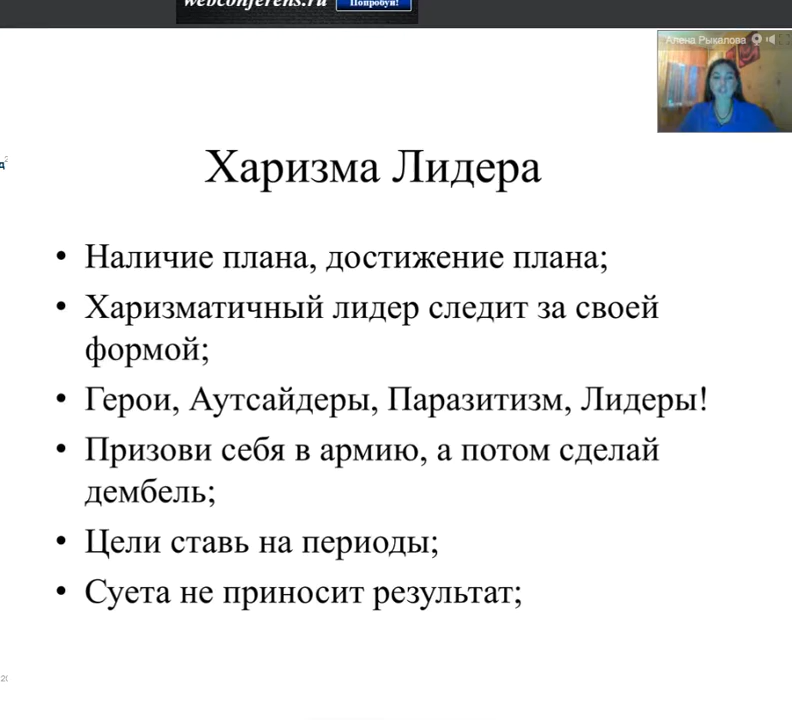 webconferens.ru
Попробуй!
Алена Рыкалова
Харизма Лидера
• Наличие плана, достижение плана;
• Харизматичный лидер следит за своей
формой;
• Герои, Аутсайдеры, Паразитизм, Лидеры!
• Призови себя в армию, а потом сделай
дембель;
• Цели ставь на периоды;
• Суета не приносит результат;